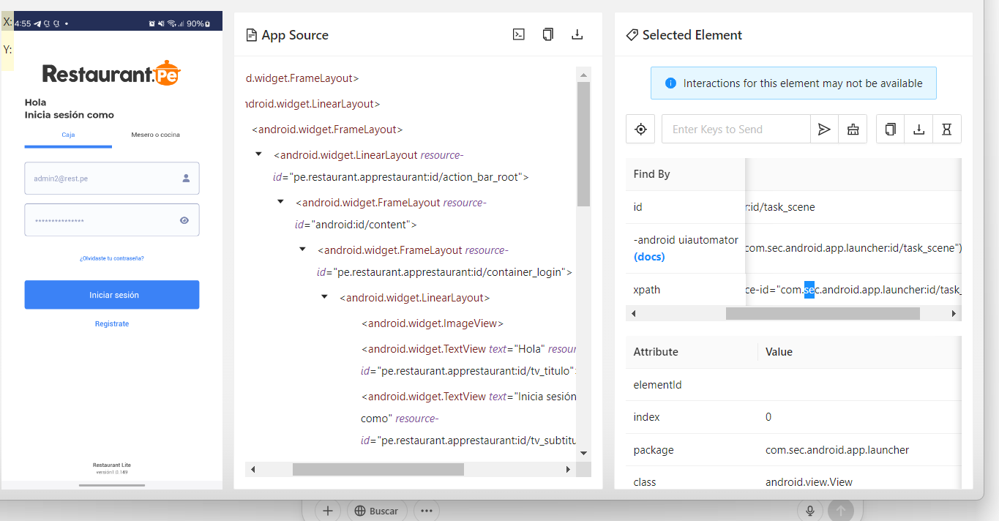 X:
4:55
90%
Y:
Restaurant.Pe
Hola
Inicia sesión como
Caja
Mesero o cocina
admin2@rest.pe
***************
¿Olvidaste tu contraseña?
Iniciar sesión
Registrate
Restaurant Lite
versión1.0.149
App Source
d.widget.FrameLayout>
ndroid.widget.LinearLayout>
<android.widget.FrameLayout>
<android.widget.LinearLayout resource-
id="pe.restaurant.apprestaurant:id/action_bar_root">
<android.widget.FrameLayout resource-
id="android:id/content">
<android.widget.FrameLayout resource-
id="pe.restaurant.apprestaurant:id/container_login">
<android.widget.LinearLayout>
<android.widget.ImageView>
<android.widget.TextView text="Hola" resour
id="pe.restaurant.apprestaurant:id/tv_titulo"
<android.widget.TextView text="Inicia sesión
como" resource-
id="pe.restaurant.apprestaurant:id/tv_subtitu
Selected Element
Interactions for this element may not be available
Enter Keys to Send
Find By
id
r:id/task_scene
-android uiautomator
(docs)
com.sec.android.app.launcher:id/task_scene")
xpath
ce-id="com.sec.android.app.launcher:id/task_
Attribute
Value
elementId
index
0
package
com.sec.android.app.launcher
class
android.view.View
Buscar